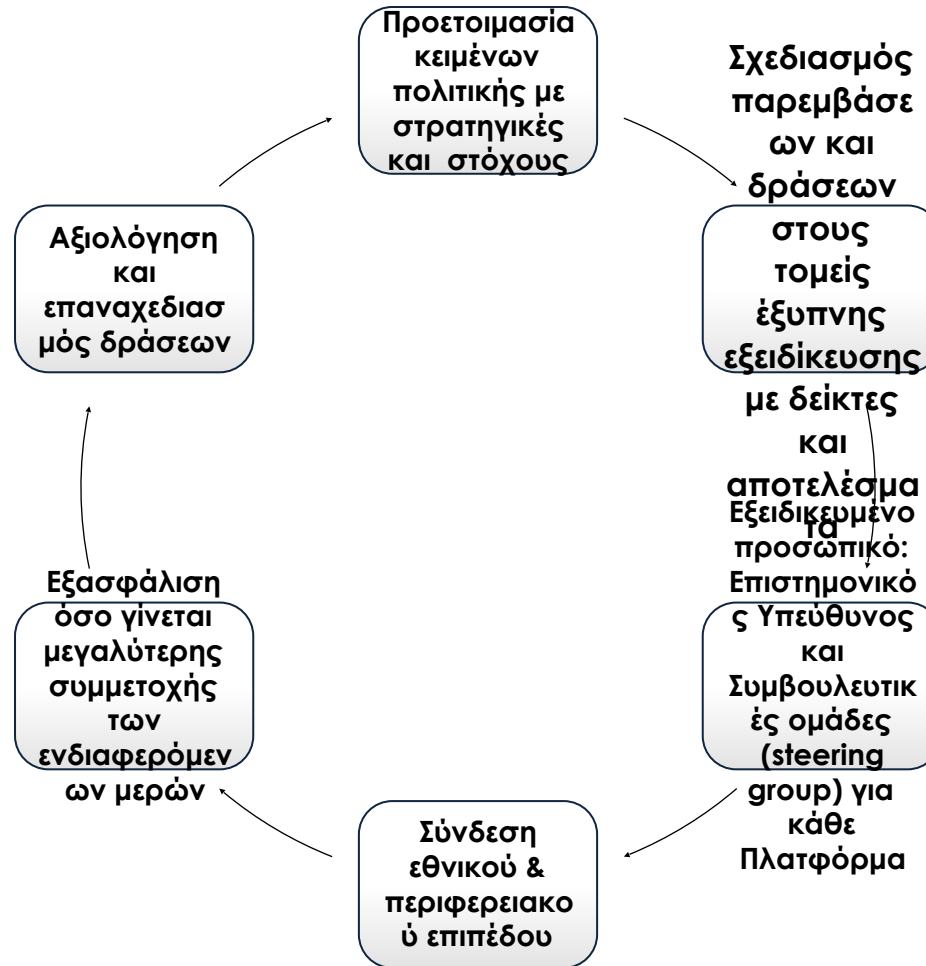 Προετοιμασία
κειμένων
πολιτικής με
στρατηγικές
και στόχους
Σχεδιασμός
παρεμβάσε
ων και
δράσεων
στους
τομείς
έξυπνης
εξειδίκευσης
με δείκτες
και
αποτελέσμα
τα
Εξειδικευμένο
προσωπικό:
Επιστημονικό
ς Υπεύθυνος
και
Συμβουλευτικ
ές ομάδες
(steering
group) για
κάθε
Πλατφόρμα
Σύνδεση
εθνικού &
περιφερειακο
ύ επιπέδου
Εξασφάλιση
όσο γίνεται
μεγαλύτερης
συμμετοχής
των
ενδιαφερόμεν
ων μερών
Αξιολόγηση
και
επαναχεδιασ
μός δράσεων